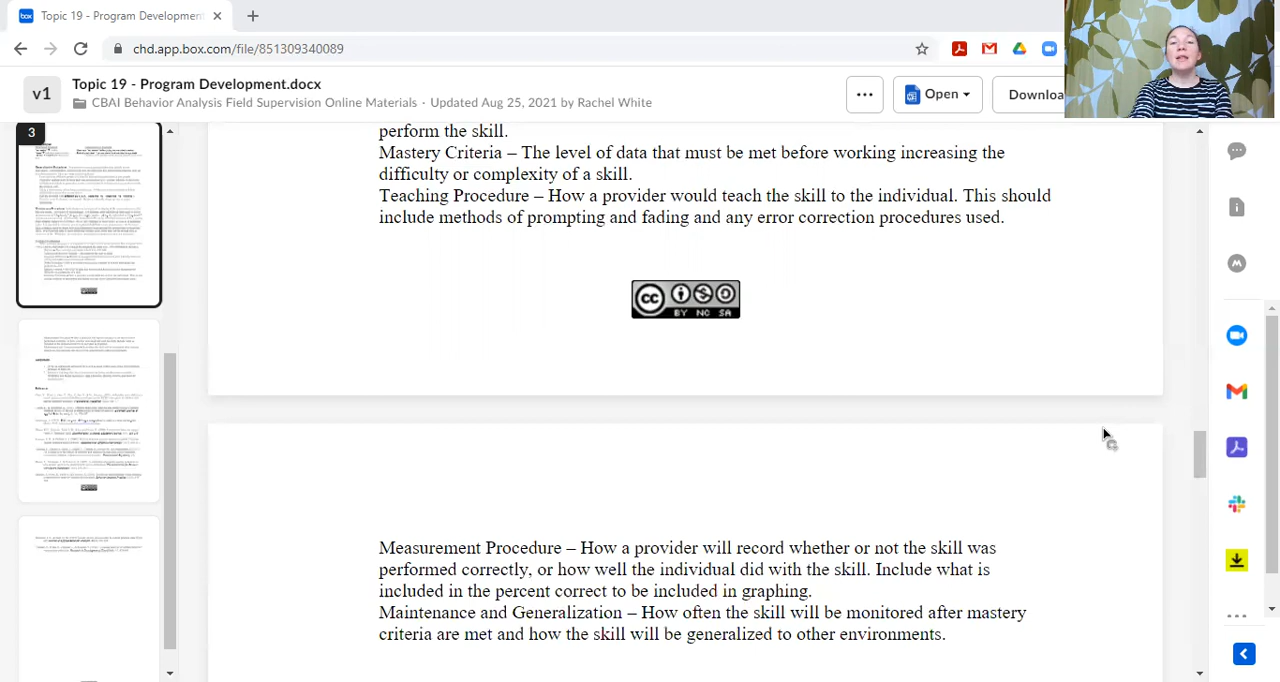 Topic 19 - Program Development
chd.app.box.com/file/851309340089
v1
Topic 19 - Program Development.docx
CBAI Behavior Analysis Field Supervision Online Materials · Updated Aug 25, 2021 by Rachel White
Open
Downloa
3
perform the skill.
Mastery Criteria – The level of data that must be met before working increasing the
difficulty or complexity of a skill.
Teaching Procedure – How a provider would teach the skill to the individual. This should
include methods of prompting and fading and any error correction procedures used.
cc
BY NC SA
Measurement Procedure – How a provider will record whether or not the skill was
performed correctly, or how well the individual did with the skill. Include what is
included in the percent correct to be included in graphing.
Maintenance and Generalization – How often the skill will be monitored after mastery
criteria are met and how the skill will be generalized to other environments.